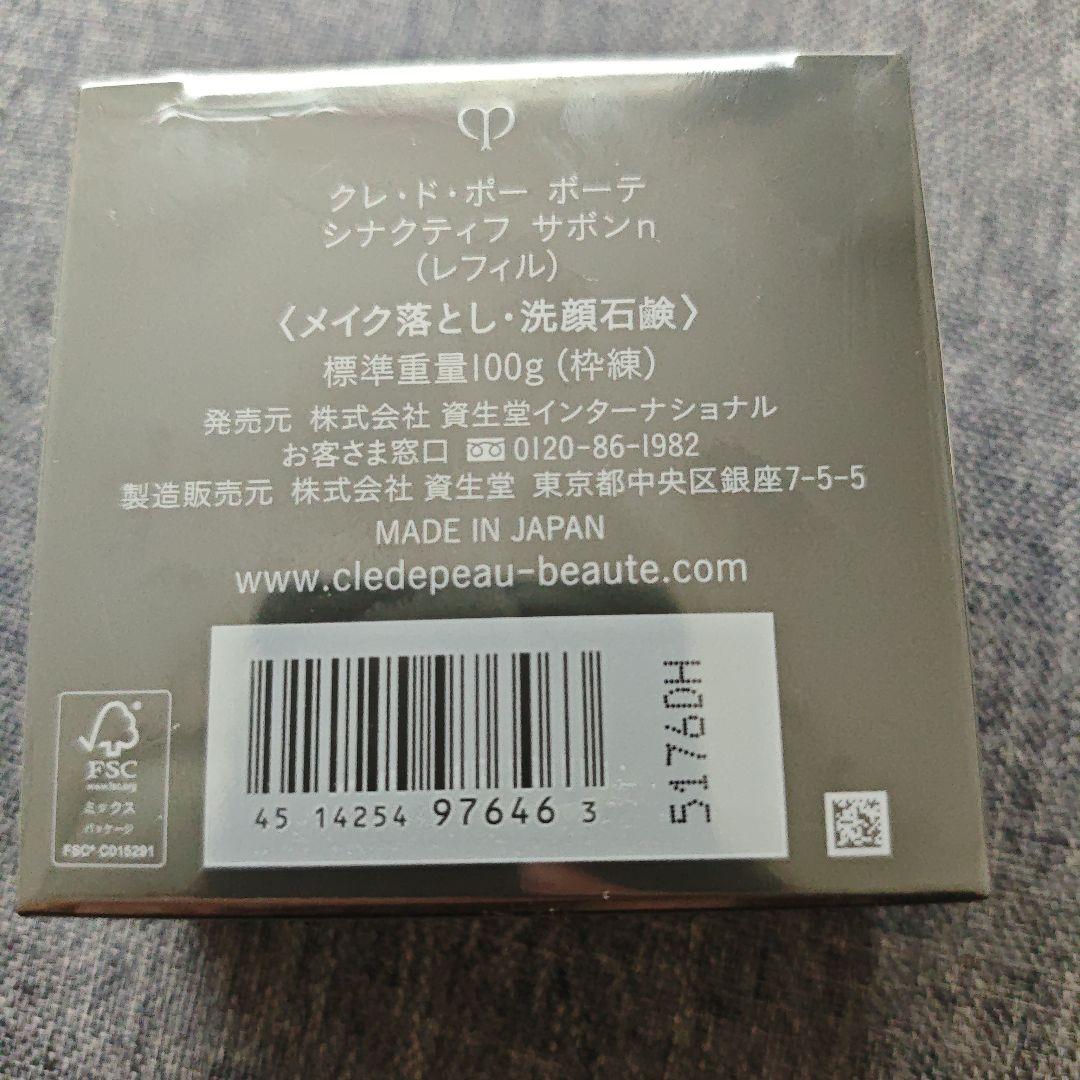 クレ・ド・ポー ボーテ
シナクティフ サボンn
(レフィル)
〈メイク落とし・洗顔石鹸〉
標準重量100g (枠練)
発売元 株式会社 資生堂インターナショナル
お客さま窓口 0120-86-1982
製造販売元 株式会社 資生堂 東京都中央区銀座7-5-5
MADE IN JAPAN
www.cledepeau-beaute.com
4514254976463
5176DH
FSC
www.fsc.org
ミックス
パッケージ
FSC® C015291